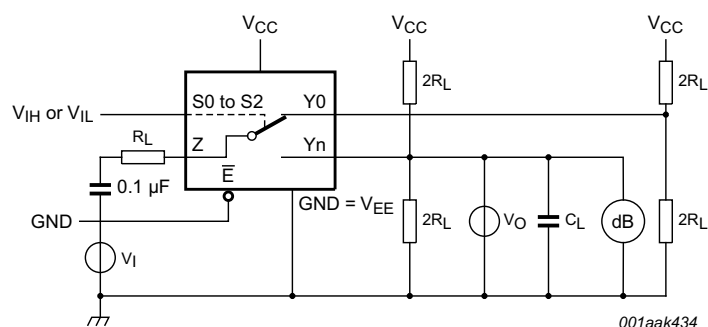 VCC
VCC
VCC
2RL
2RL
VIH or VIL
S0 to S2
Y0
RL
Z
Yn
E
0.1 μF
GND
GND = VEE
VI
2RL
VO
CL
dB
2RL
001aak434